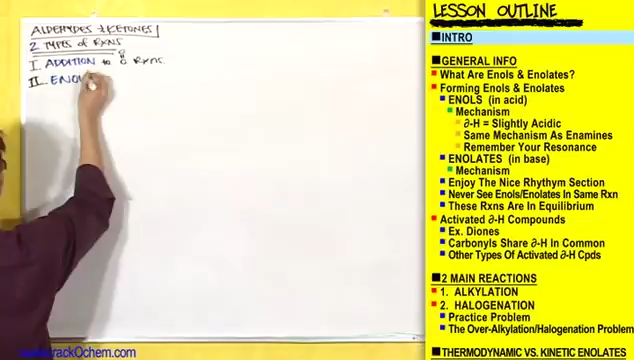 ALDEHYDES + KETONES
2 TYPES of RXNS
I ADDITION to C=O RXNS
II. ENOL
LESSON OUTLINE
INTRO
GENERAL INFO
What Are Enols & Enolates?
Forming Enols & Enolates
ENOLS (in acid)
Mechanism
∂-H = Slightly Acidic
Same Mechanism As Enamines
Remember Your Resonance
ENOLATES (in base)
Mechanism
Enjoy The Nice Rhythym Section
Never See Enols/Enolates In Same Rxn
These Rxns Are In Equilibrium
Activated ∂-H Compounds
Ex. Diones
Carbonyls Share ∂-H In Common
Other Types Of Activated ∂-H Cpds
2 MAIN REACTIONS
1. ALKYLATION
2. HALOGENATION
Practice Problem
The Over-Alkylation/Halogenation Problem
THERMODYNAMIC VS. KINETIC ENOLATES